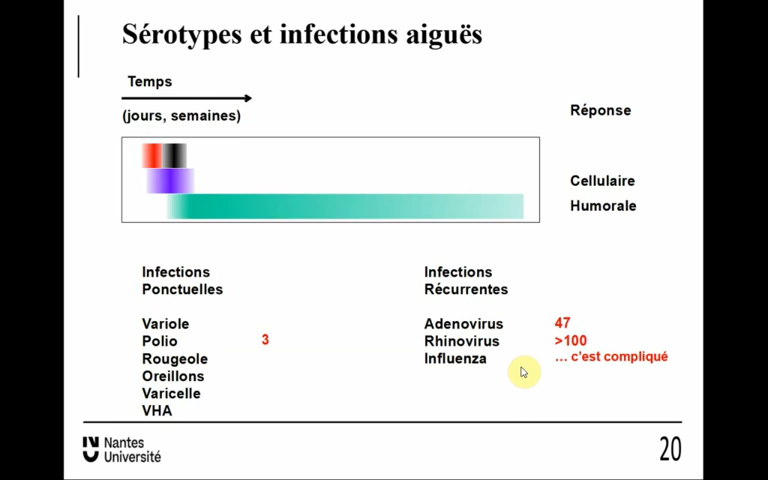 Sérotypes et infections aiguës
Temps
(jours, semaines)
Réponse
Cellulaire
Humorale
Infections
Ponctuelles
Variole
Polio 3
Rougeole
Oreillons
Varicelle
VHA
Infections
Récurrentes
Adenovirus 47
Rhinovirus >100
Influenza ... c'est compliqué
Nantes
Université
20